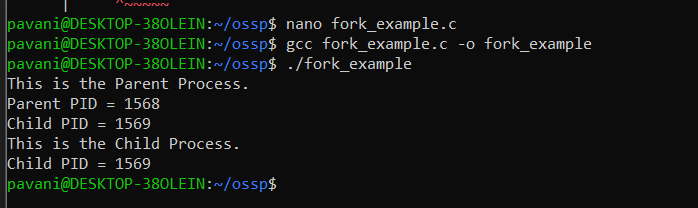 |     ^~~~~~
pavani@DESKTOP-38OLEIN:~/ossp$ nano fork_example.c
pavani@DESKTOP-38OLEIN:~/ossp$ gcc fork_example.c -o fork_example
pavani@DESKTOP-38OLEIN:~/ossp$ ./fork_example
This is the Parent Process.
Parent PID = 1568
Child PID = 1569
This is the Child Process.
Child PID = 1569
pavani@DESKTOP-38OLEIN:~/ossp$